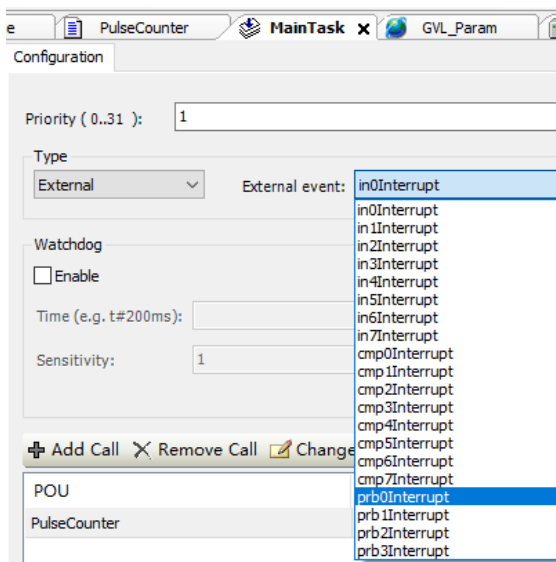 e PulseCounter MainTask x GVL_Param
Configuration
Priority ( 0..31 ): 1
Type
External External event: in0Interrupt
in0Interrupt
in1Interrupt
in2Interrupt
in3Interrupt
in4Interrupt
in5Interrupt
in6Interrupt
in7Interrupt
cmp0Interrupt
cmp1Interrupt
cmp2Interrupt
cmp3Interrupt
cmp4Interrupt
cmp5Interrupt
cmp6Interrupt
cmp7Interrupt
prb0Interrupt
prb1Interrupt
prb2Interrupt
prb3Interrupt
Watchdog
Enable
Time (e.g. t#200ms):
Sensitivity: 1
Add Call Remove Call Change
POU
PulseCounter